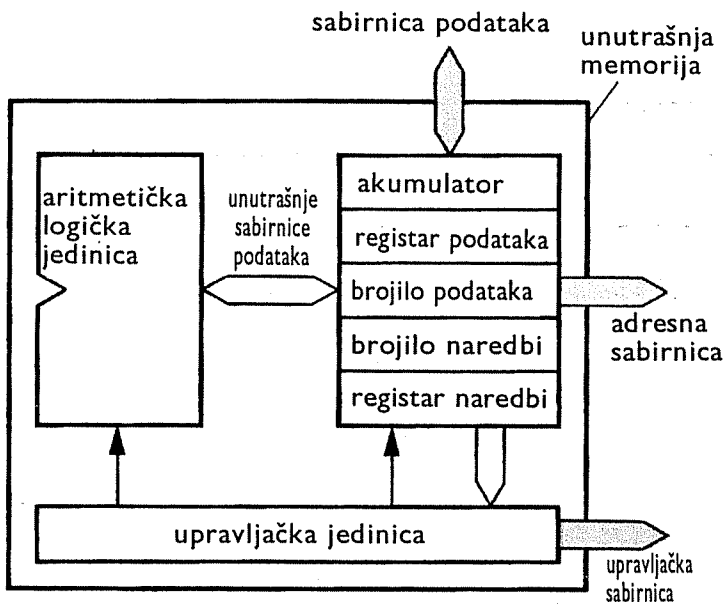 sabirnica podataka
unutrašnja
memorija
aritmetička
logička
jedinica
unutrašnje
sabirnice
podataka
akumulator
registar podataka
brojilo podataka
brojilo naredbi
registar naredbi
adresna
sabirnica
upravljačka jedinica
upravljačka
sabirnica